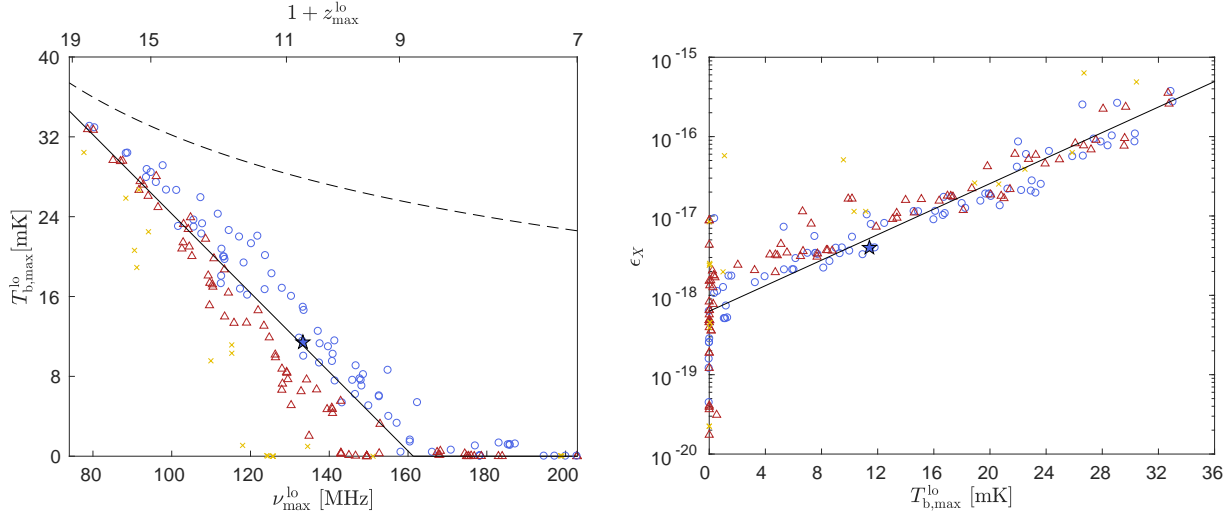 1 + z_max^lo
19 15 11 9 7
40
32
24
16
8
0
T_b,max^lo [mK]
80 100 120 140 160 180 200
ν_max^lo [MHz]
10^-15
10^-16
10^-17
10^-18
10^-19
10^-20
ϵ_X
0 4 8 12 16 20 24 28 32 36
T_b,max^lo [mK]